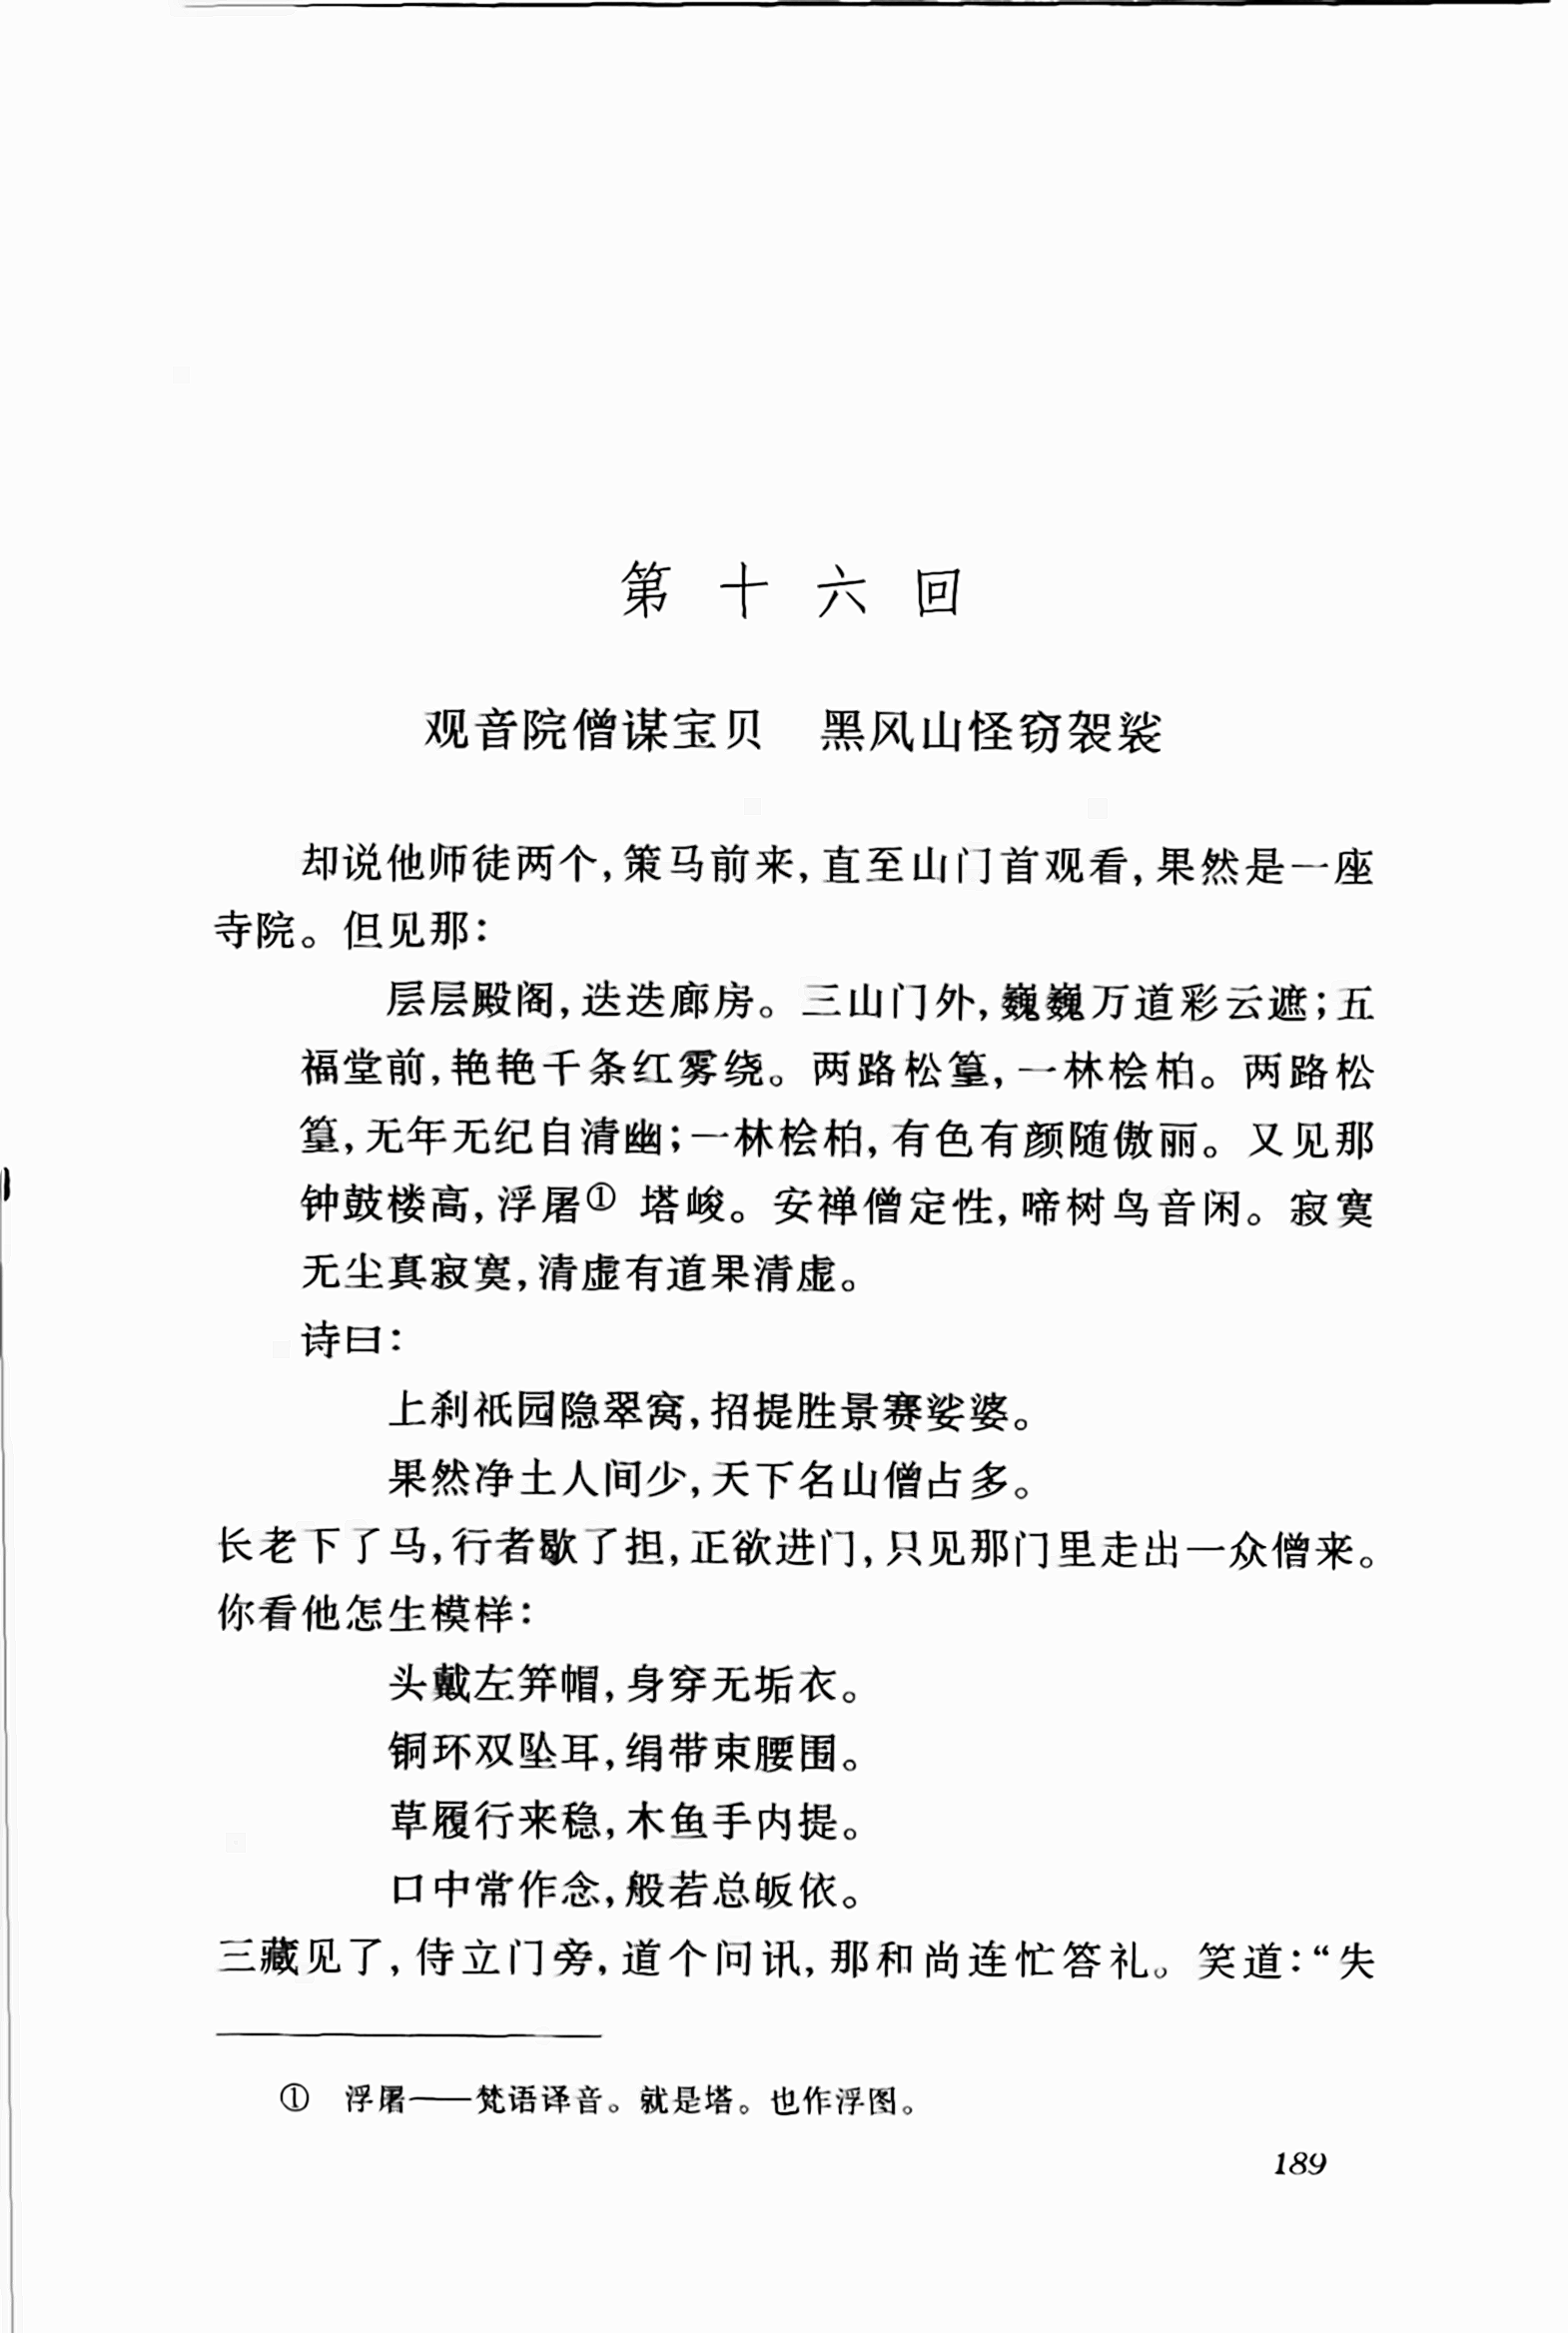 第十六回
观音院僧谋宝贝　黑风山怪窃袈裟
却说他师徒两个,策马前来,直至山门首观看,果然是一座
寺院。但见那:
层层殿阁,迭迭廊房。三山门外,巍巍万道彩云遮;五
福堂前,艳艳千条红雾绕。两路松篁,一林桧柏。两路松
篁,无年无纪自清幽;一林桧柏,有色有颜随傲丽。又见那
钟鼓楼高,浮屠① 塔峻。安禅僧定性,啼树鸟音闲。寂寞
无尘真寂寞,清虚有道果清虚。
诗曰:
上刹祇园隐翠窝,招提胜景赛娑婆。
果然净土人间少,天下名山僧占多。
长老下了马,行者歇了担,正欲进门,只见那门里走出一众僧来。
你看他怎生模样:
头戴左笄帽,身穿无垢衣。
铜环双坠耳,绢带束腰围。
草履行来稳,木鱼手内提。
口中常作念,般若总皈依。
三藏见了,侍立门旁,道个问讯,那和尚连忙答礼。笑道:“失
①　浮屠——梵语译音。就是塔。也作浮图。
189